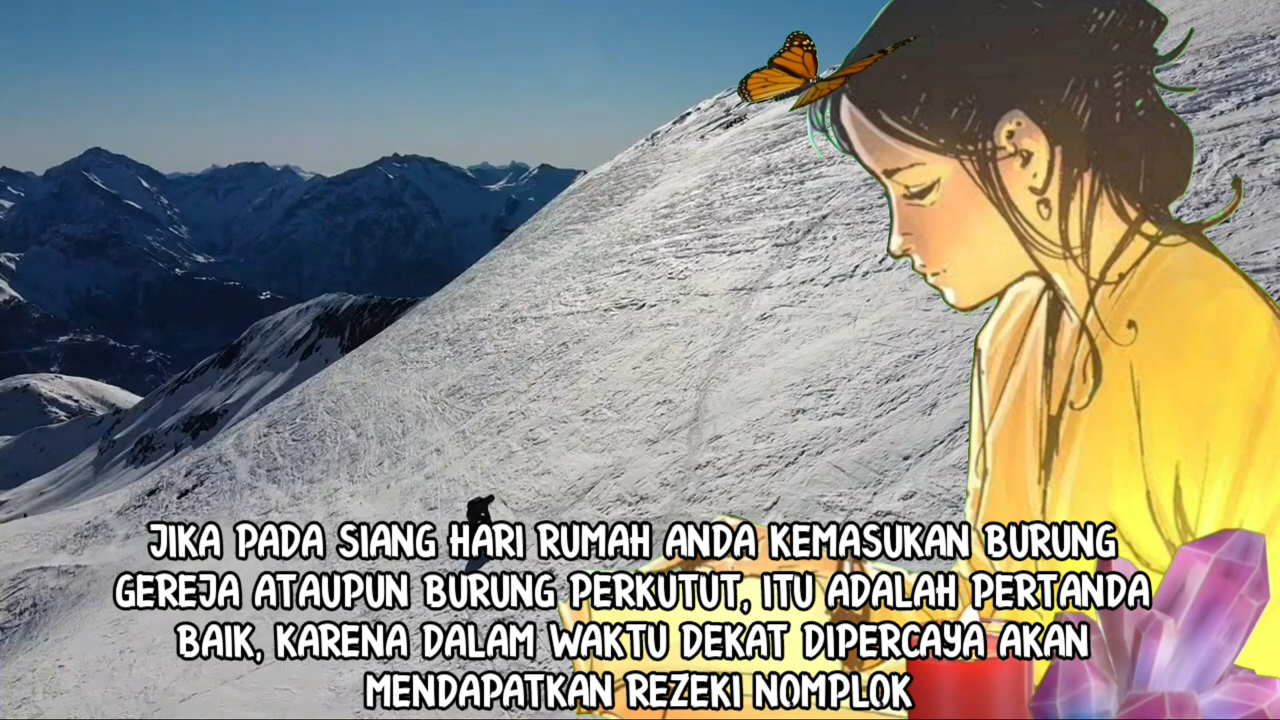 JIKA PADA SIANG HARI RUMAH ANDA KEMASUKAN BURUNG
GEREJA ATAUPUN BURUNG PERKUTUT, ITU ADALAH PERTANDA
BAIK, KARENA DALAM WAKTU DEKAT DIPERCAYA AKAN
MENDAPATKAN REZEKI NOMPLOK